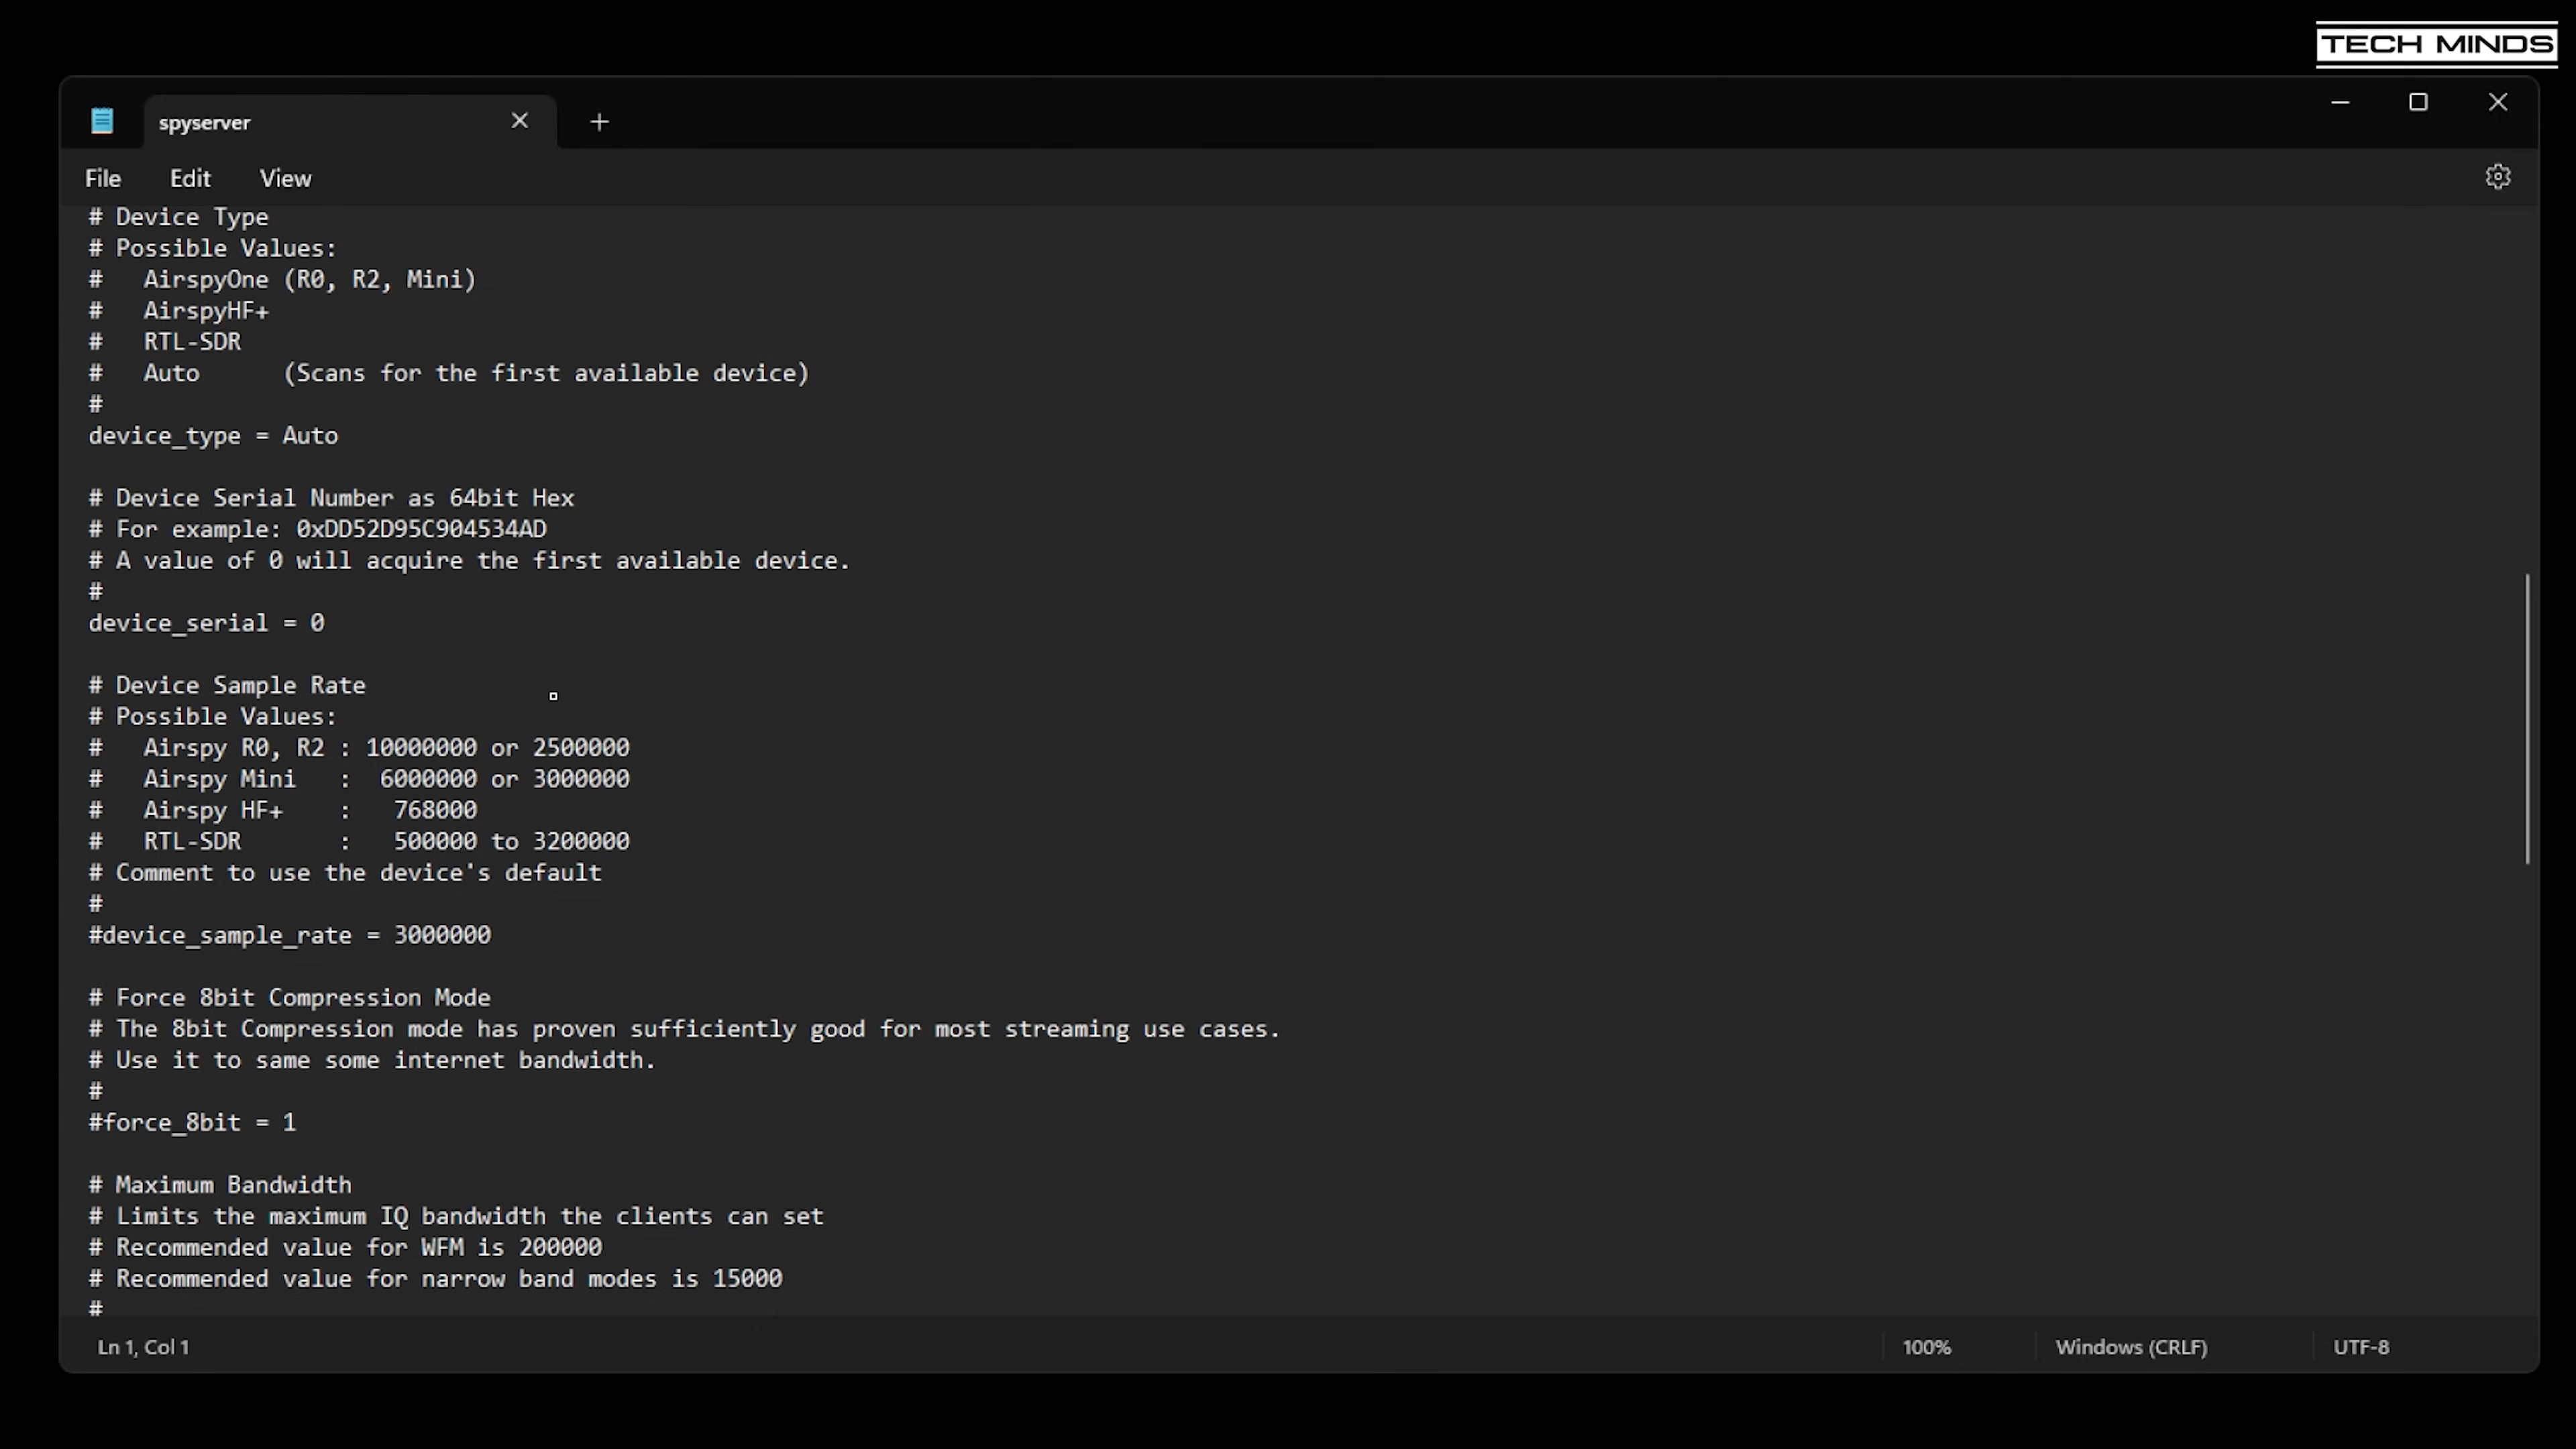 TECH MINDS
spyserver
File Edit View
# Device Type
# Possible Values:
#   AirspyOne (R0, R2, Mini)
#   AirspyHF+
#   RTL-SDR
#   Auto      (Scans for the first available device)
#
device_type = Auto

# Device Serial Number as 64bit Hex
# For example: 0xDD52D95C904534AD
# A value of 0 will acquire the first available device.
#
device_serial = 0

# Device Sample Rate
# Possible Values:
#   Airspy R0, R2 : 10000000 or 2500000
#   Airspy Mini   :  6000000 or 3000000
#   Airspy HF+    :   768000
#   RTL-SDR       :   500000 to 3200000
# Comment to use the device's default
#
#device_sample_rate = 3000000

# Force 8bit Compression Mode
# The 8bit Compression mode has proven sufficiently good for most streaming use cases.
# Use it to same some internet bandwidth.
#
#force_8bit = 1

# Maximum Bandwidth
# Limits the maximum IQ bandwidth the clients can set
# Recommended value for WFM is 200000
# Recommended value for narrow band modes is 15000
#
Ln 1, Col 1 100% Windows (CRLF) UTF-8